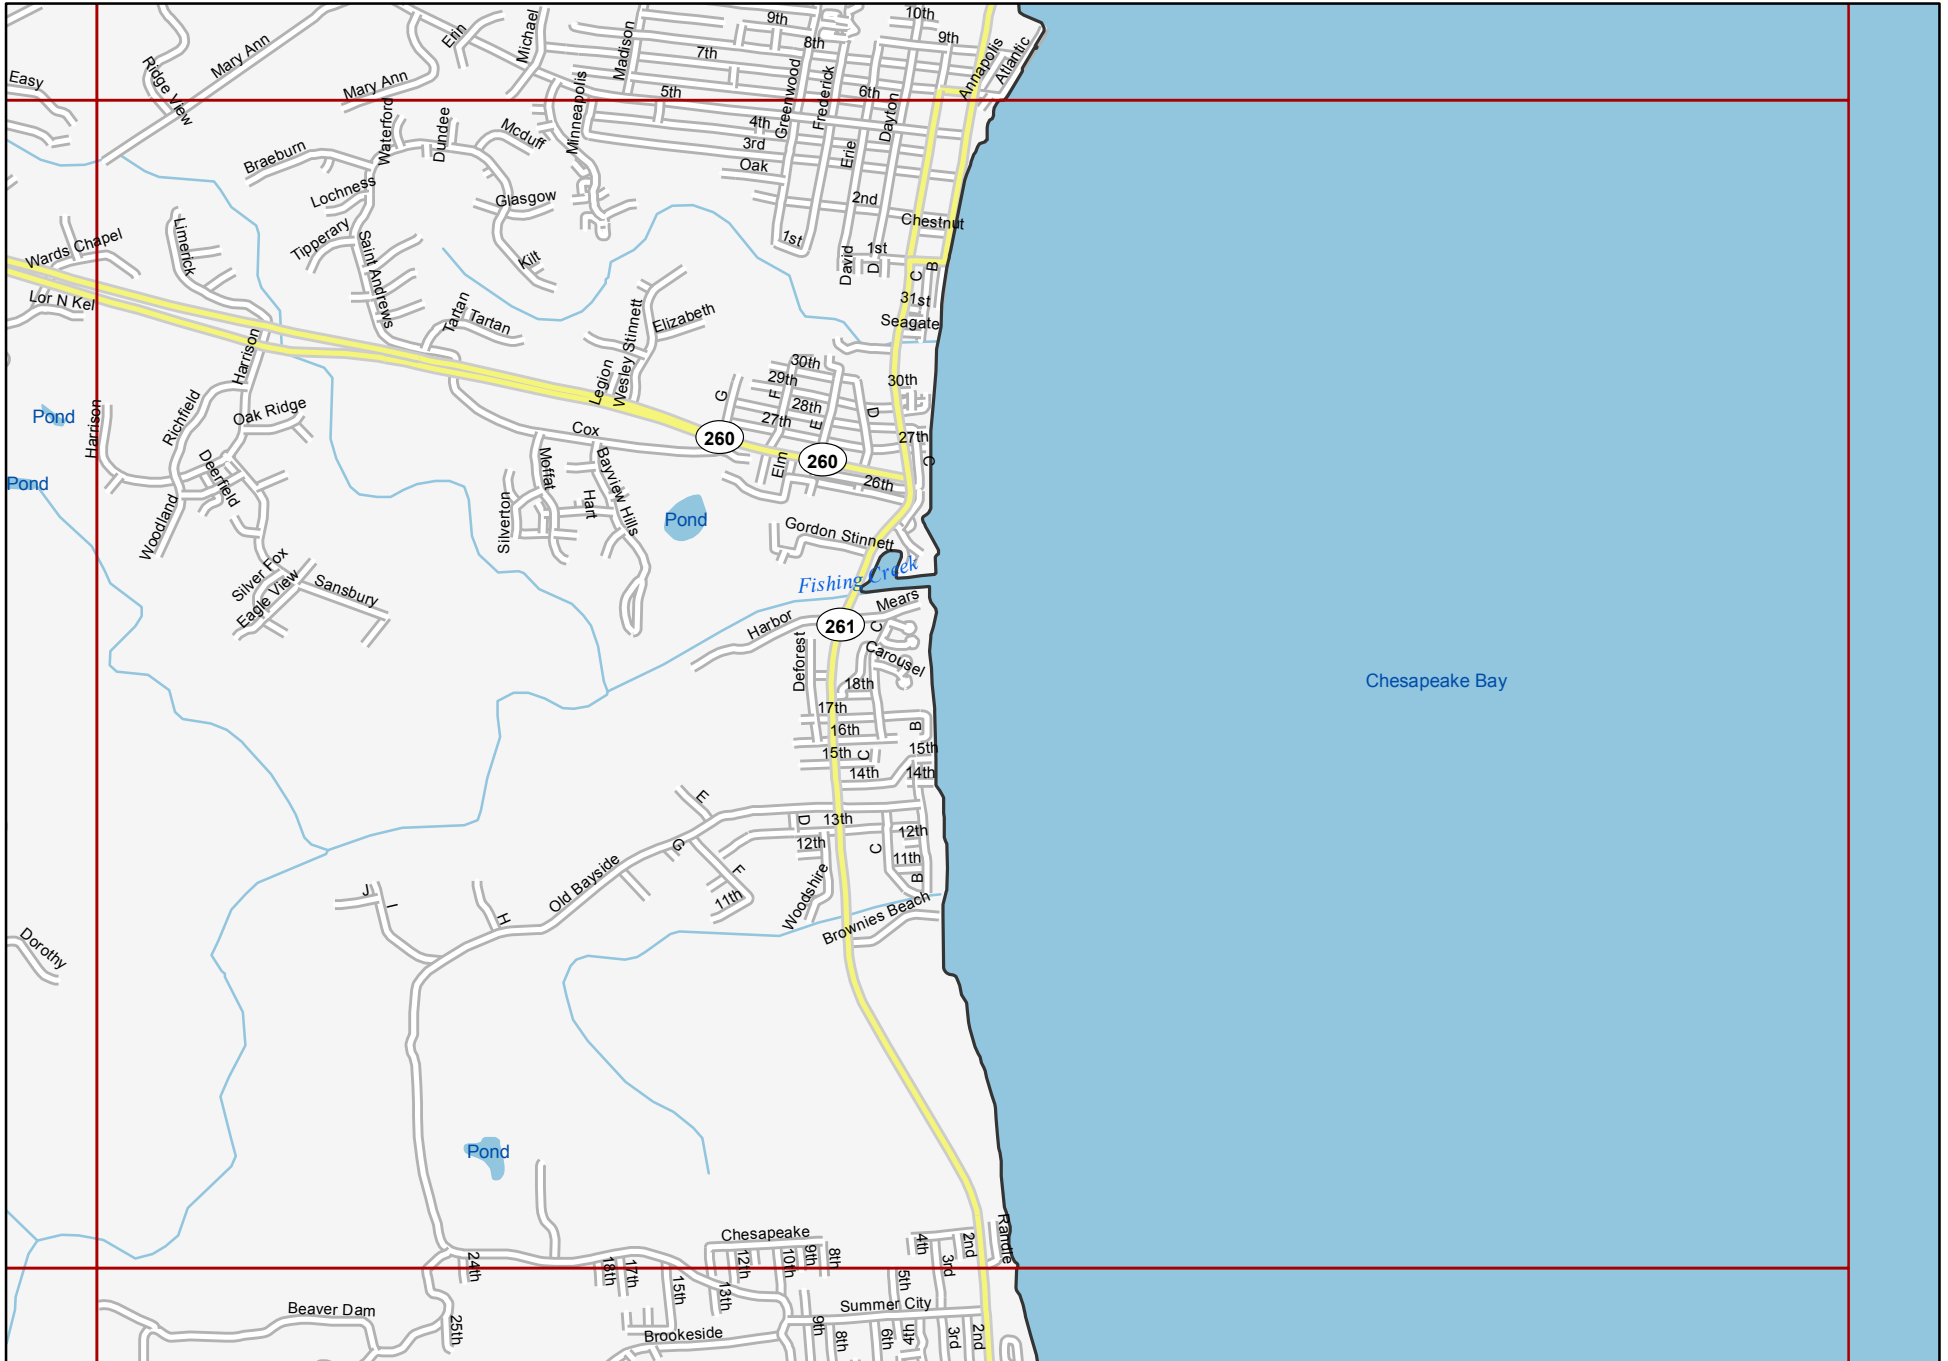 10th
9th
9th
8th
7th
Erin
Michael
Madison
Annapolis
Atlantic
Mary Ann
Ridge View
Easy
Mary Ann
5th
6th
Greenwood
Frederick
Dayton
Minneapolis
4th
3rd
Erie
Oak
Waterford
Dundee
Mcduff
Braeburn
Lochness
Glasgow
2nd
Chestnut
Limerick
Tipperary
Wards Chapel
Saint Andrews
Kilt
1st
1st
David
D
B
C
Lor N Kel
31st
Seagate
Tartan
Tartan
Wesley Stinnett
Elizabeth
Legion
Harrison
30th
29th
30th
G
F
28th
27th
E
D
27th
Pond
Harrison
Richfield
Oak Ridge
Cox
260
260
Elm
C
26th
Deerfield
Moffat
Bayview Hills
Hart
Pond
Silverton
Pond
Woodland
Gordon Stinnett
Fishing Creek
Silver Fox
Eagle View
Sansbury
Mears
Harbor
261
C
Deforest
Carousel
Chesapeake Bay
18th
17th
16th
B
15th
C
15th
14th
14th
E
D
13th
12th
12th
G
C
11th
F
B
Old Bayside
11th
Woodshire
Brownies Beach
J
I
H
Dorothy
Pond
Chesapeake
Randle
24th
18th
17th
12th
10th
9th
8th
4th
3rd
2nd
15th
13th
5th
Beaver Dam
Summer City
25th
Brookeside
9th
8th
6th
4th
3rd
2nd